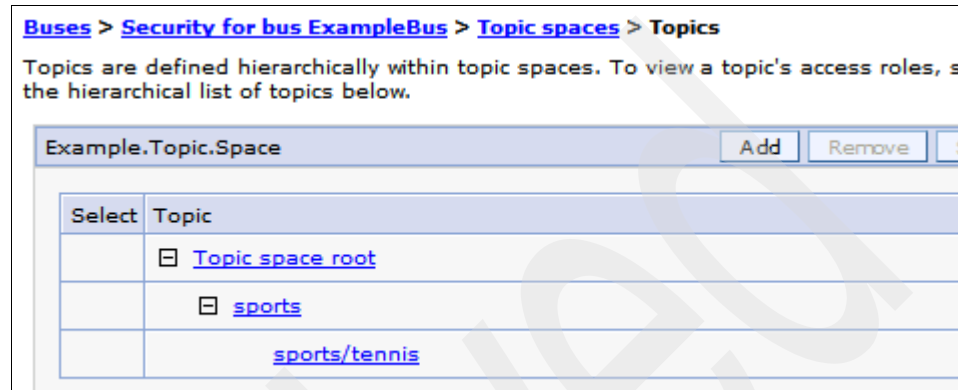 Buses > Security for bus ExampleBus > Topic spaces > Topics
Topics are defined hierarchically within topic spaces. To view a topic's access roles,
the hierarchical list of topics below.
Example.Topic.Space Add Remove
Select Topic
Topic space root
sports
sports/tennis